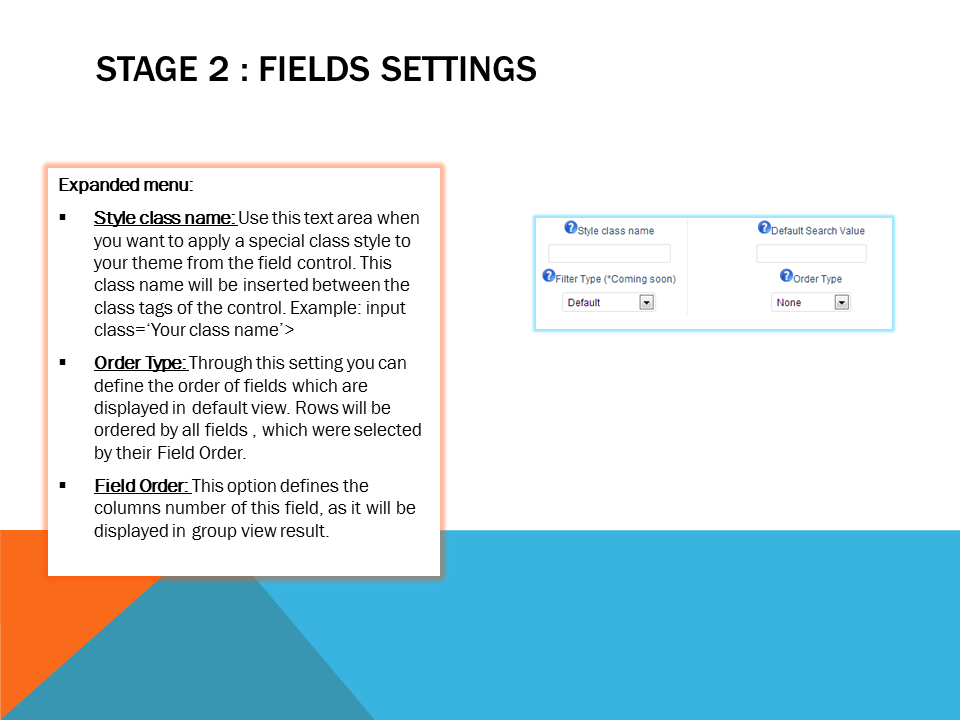 STAGE 2 : FIELDS SETTINGS
Expanded menu:
▪ Style class name: Use this text area when
you want to apply a special class style to
your theme from the field control. This
class name will be inserted between the
class tags of the control. Example: input
class=‘Your class name’>
▪ Order Type: Through this setting you can
define the order of fields which are
displayed in default view. Rows will be
ordered by all fields , which were selected
by their Field Order.
▪ Field Order: This option defines the
columns number of this field, as it will be
displayed in group view result.
?Style class name
?Filter Type (*Coming soon)
Default
?Default Search Value
?Order Type
None